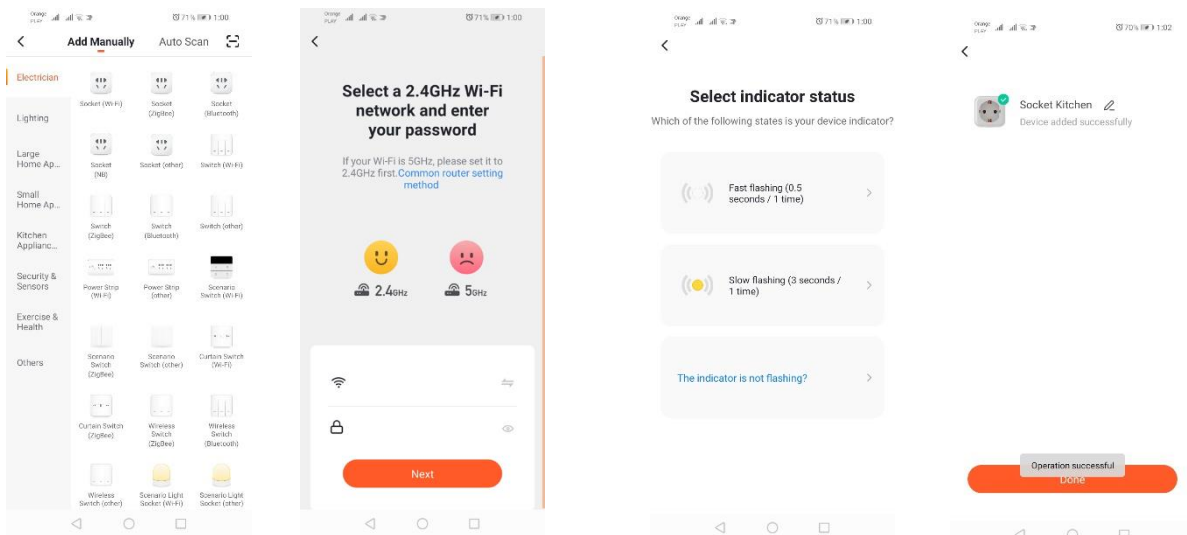 Orange
PLAY
71% 1:00
Add Manually
Auto Scan
Electrician
Lighting
Large
Home Ap...
Small
Home Ap...
Kitchen
Applianc...
Security &
Sensors
Exercise &
Health
Others
Socket (Wi-Fi)
Socket
(ZigBee)
Socket
(Bluetooth)
Socket
(NB)
Socket (other)
Switch (Wi-Fi)
Switch
(ZigBee)
Switch
(Bluetooth)
Switch (other)
Power Strip
(Wi-Fi)
Power Strip
(other)
Scenario
Switch (Wi-Fi)
Scenario
Switch
(ZigBee)
Scenario
Switch (other)
Curtain Switch
(Wi-Fi)
Curtain Switch
(ZigBee)
Wireless
Switch
(ZigBee)
Wireless
Switch
(Bluetooth)
Wireless
Switch (other)
Scenario Light
Socket (Wi-Fi)
Scenario Light
Socket (other)
Orange
PLAY
71% 1:00
Select a 2.4GHz Wi-Fi
network and enter
your password
If your Wi-Fi is 5GHz, please set it to
2.4GHz first.Common router setting
method
2.4GHz
5GHz
Next
Orange
PLAY
71% 1:00
Select indicator status
Which of the following states is your device indicator?
Fast flashing (0.5
seconds / 1 time)
Slow flashing (3 seconds /
1 time)
The indicator is not flashing?
Orange
PLAY
70% 1:02
Socket Kitchen
Device added successfully
Operation successful
Done